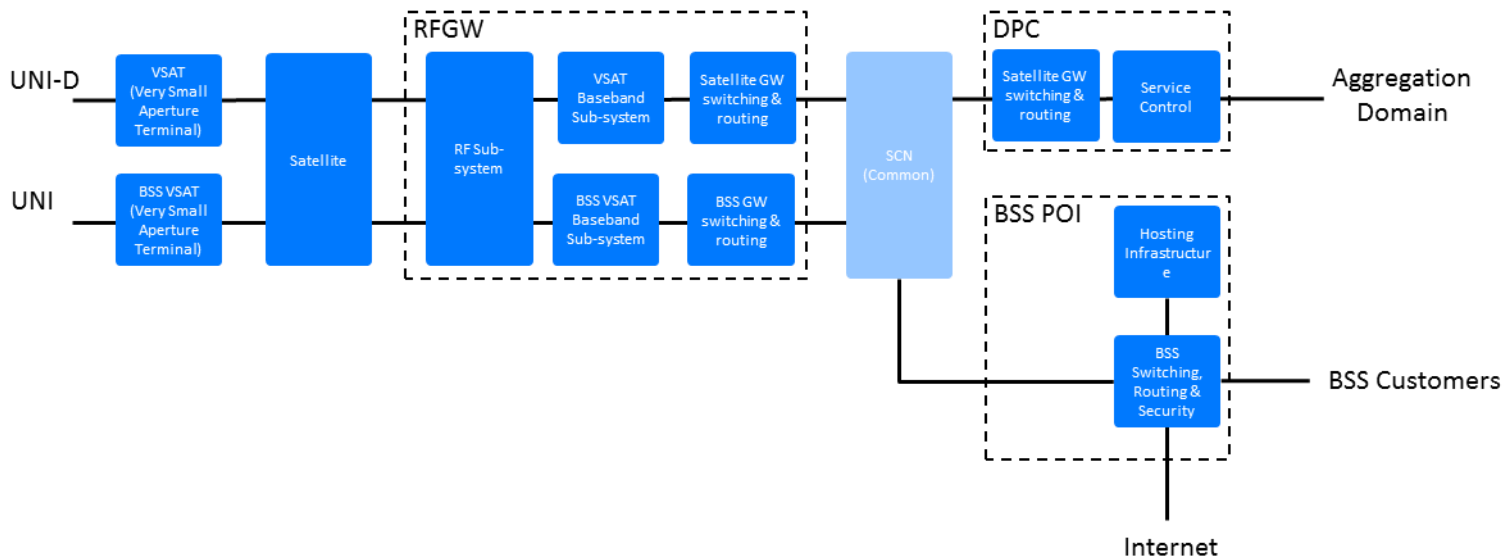 RFGW
DPC
UNI-D
VSAT
(Very Small
Aperture
Terminal)
Satellite
RF Sub-
system
VSAT
Baseband
Sub-system
Satellite GW
switching &
routing
SCN
(Common)
Satellite GW
switching &
routing
Service
Control
Aggregation
Domain
UNI
BSS VSAT
(Very Small
Aperture
Terminal)
BSS VSAT
Baseband
Sub-system
BSS GW
switching &
routing
BSS POI
Hosting
Infrastructur
e
BSS
Switching,
Routing &
Security
BSS Customers
Internet